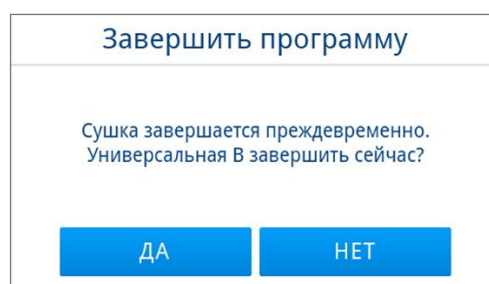 Завершить программу
Сушка завершается преждевременно.
Универсальная B завершить сейчас?
ДА
НЕТ